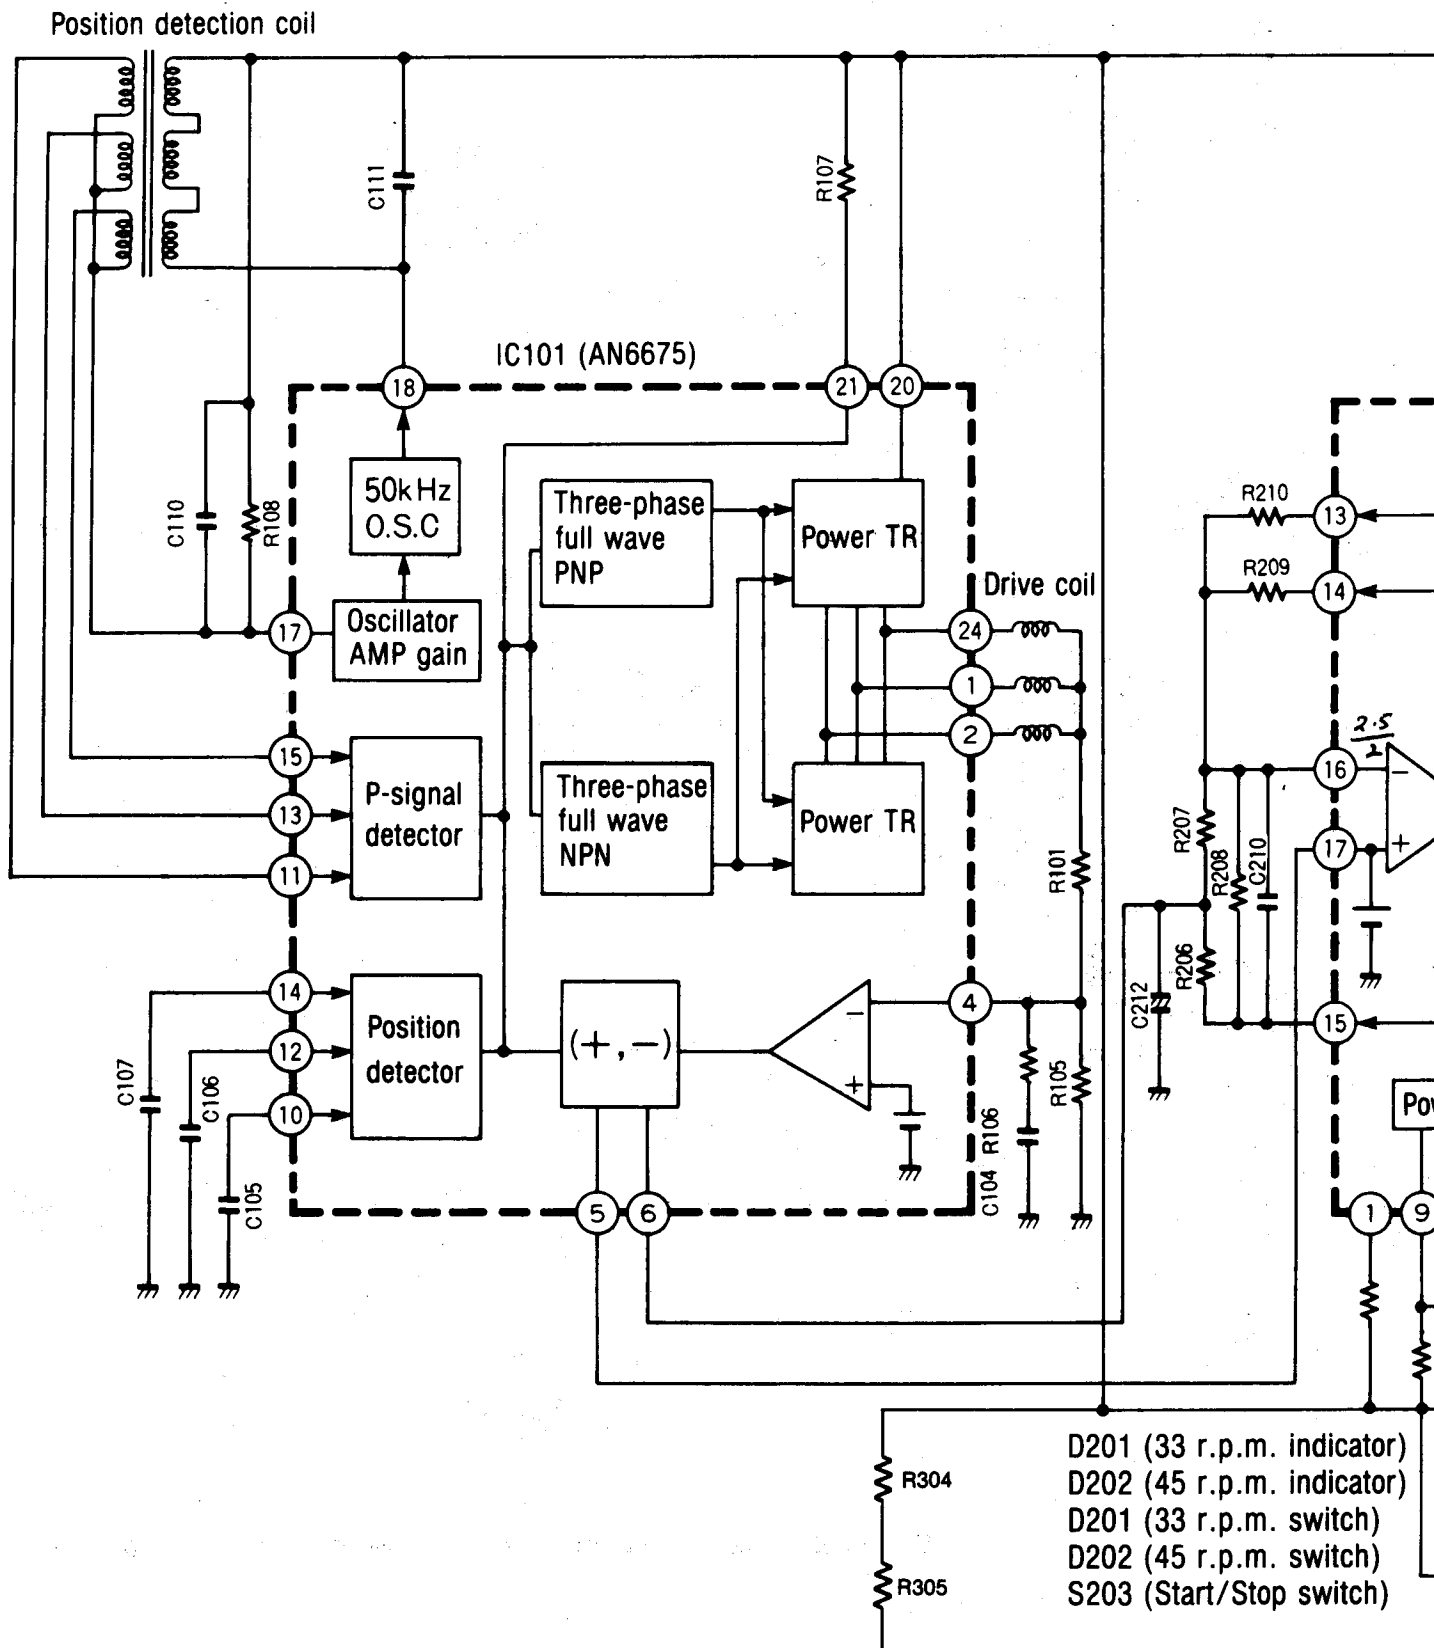 Position detection coil
C111
R107
IC101 (AN6675)
18
21
20
50kHz
O.S.C
Three-phase
full wave
PNP
Power TR
R210
13
C110
R108
R209
14
Drive coil
17
Oscillator
AMP gain
24
1
2
2.5
2
15
P-signal
detector
13
11
Three-phase
full wave
NPN
Power TR
16
−
R207
R208
C210
17
+
R101
14
Position
detector
12
10
(+,−)
−
+
4
R206
C212
15
C107
C106
C105
R106
R105
C104
Pow
5
6
1
9
R304
R305
D201 (33 r.p.m. indicator)
D202 (45 r.p.m. indicator)
D201 (33 r.p.m. switch)
D202 (45 r.p.m. switch)
S203 (Start/Stop switch)